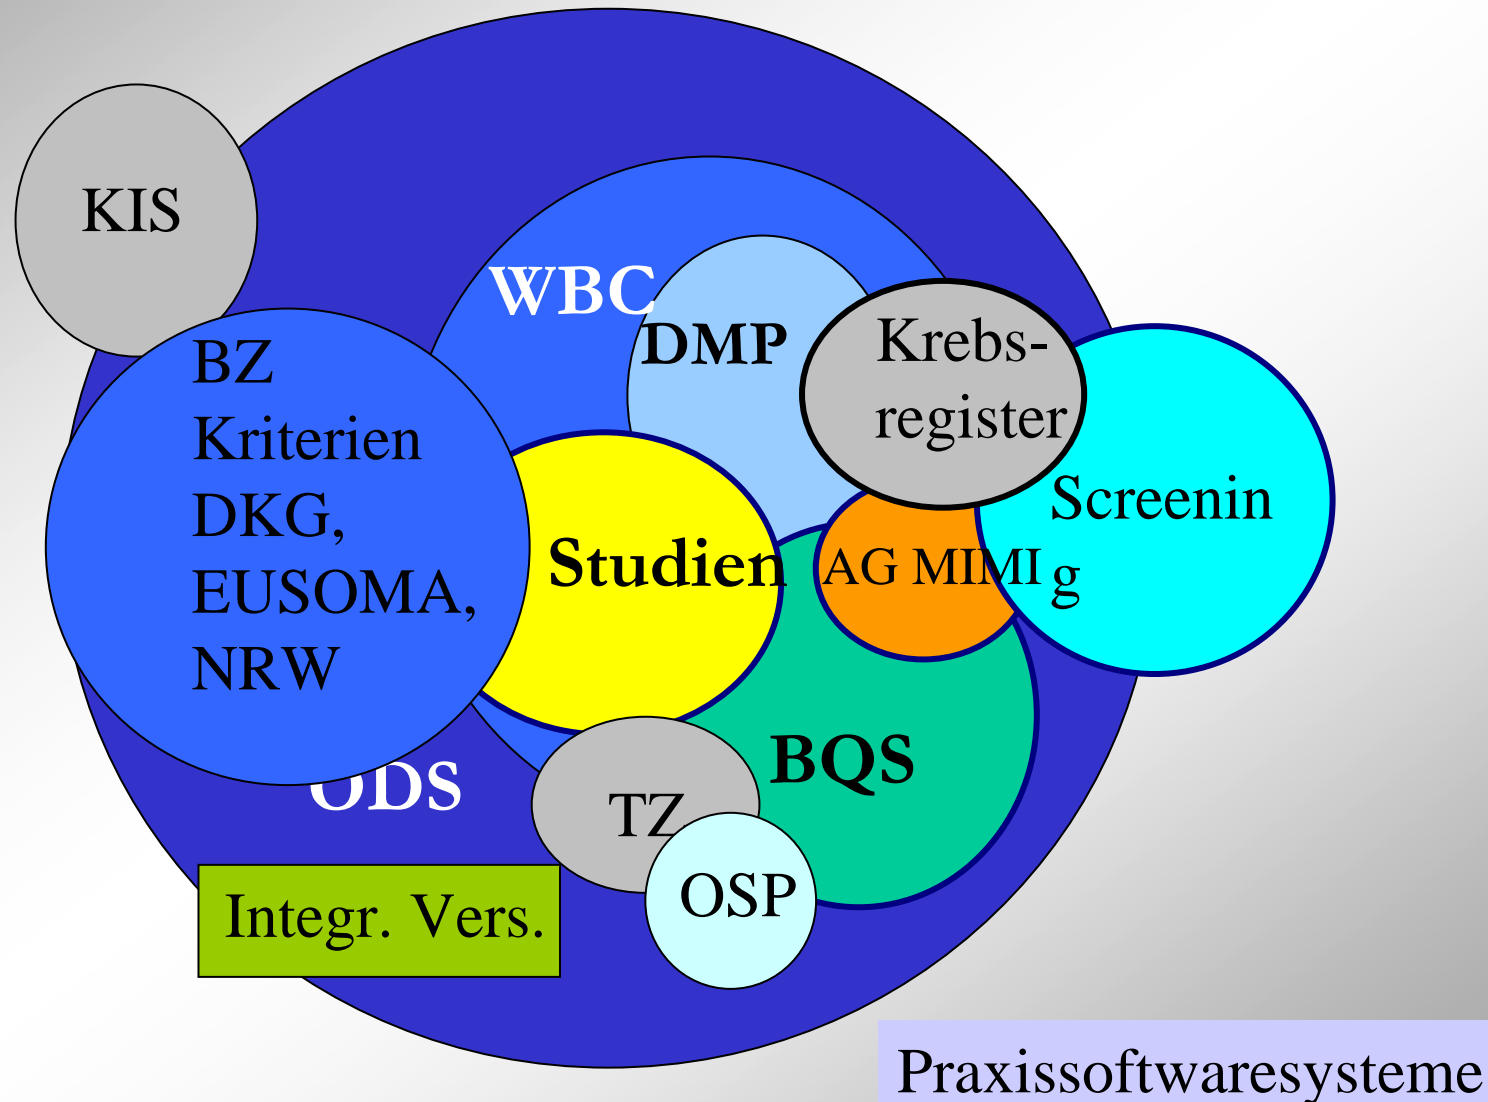 KIS
WBC
DMP
Krebs-
register
BZ
Kriterien
DKG,
EUSOMA,
NRW
Screenin
g
Studien
AG MIMI
BQS
ODS
TZ
OSP
Integr. Vers.
Praxissoftwaresysteme